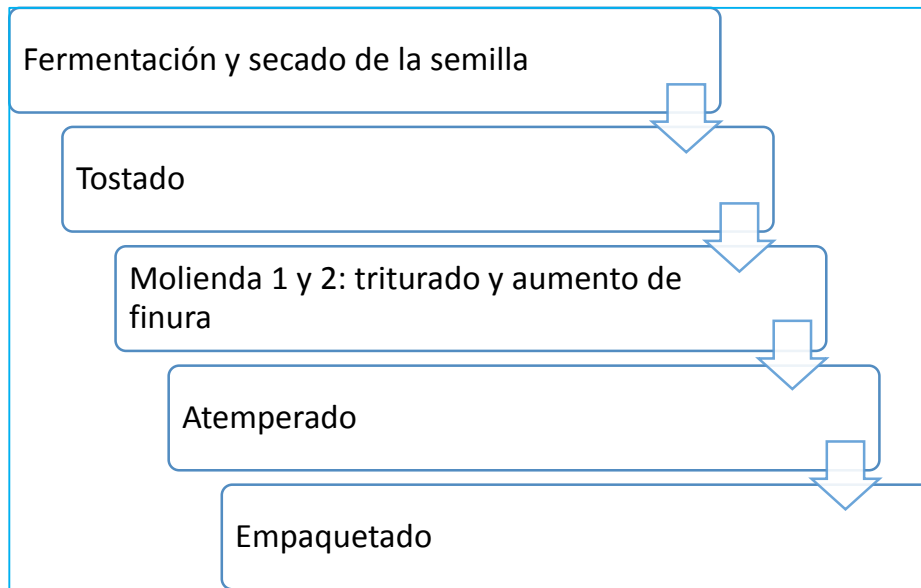 Fermentación y secado de la semilla
Tostado
Molienda 1 y 2: triturado y aumento de
finura
Atemperado
Empaquetado